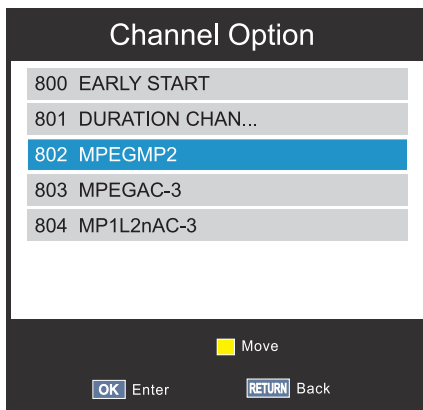 Channel Option
800 EARLY START
801 DURATION CHAN...
802 MPEGMP2
803 MPEGAC-3
804 MP1L2nAC-3
Move
OK Enter RETURN Back